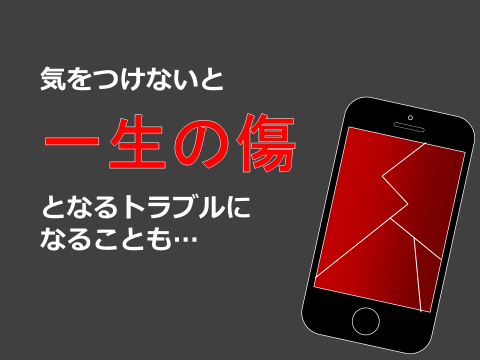 気をつけないと
一生の傷
となるトラブルに
なることも…